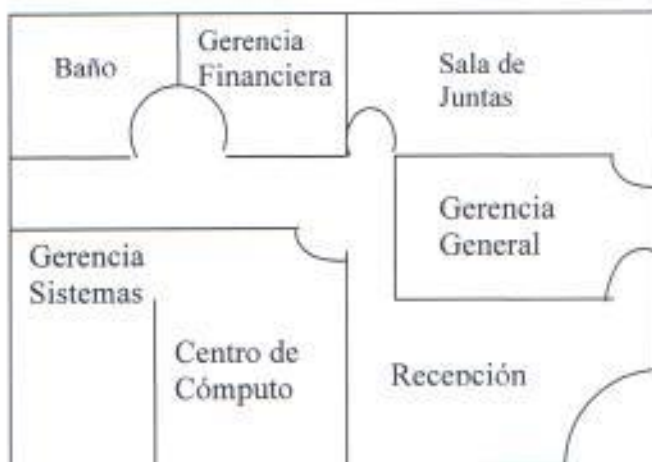 Baño
Gerencia
Financiera
Sala de
Juntas
Gerencia
General
Gerencia
Sistemas
Centro de
Cómputo
Recepción